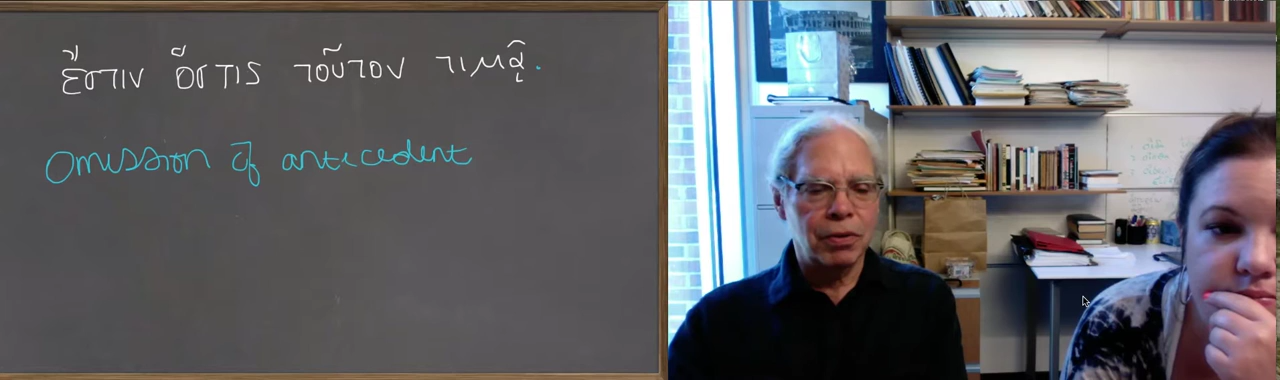 ἔστιν ὅστις τοῦτον τιμᾷ.
omission of antecedent